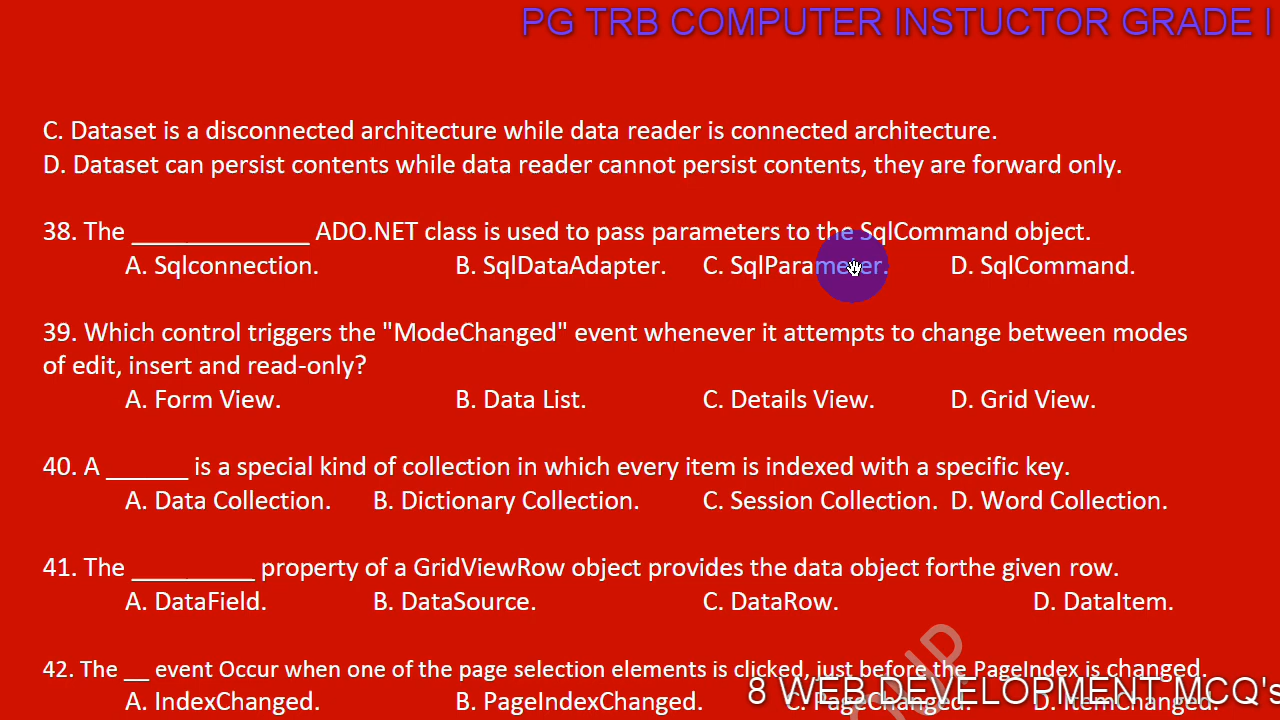 PG TRB COMPUTER INSTUCTOR GRADE I
C. Dataset is a disconnected architecture while data reader is connected architecture.
D. Dataset can persist contents while data reader cannot persist contents, they are forward only.
38. The ______________ ADO.NET class is used to pass parameters to the SqlCommand object.
A. Sqlconnection. B. SqlDataAdapter. C. SqlParameter. D. SqlCommand.
39. Which control triggers the "ModeChanged" event whenever it attempts to change between modes
of edit, insert and read-only?
A. Form View. B. Data List. C. Details View. D. Grid View.
40. A ______ is a special kind of collection in which every item is indexed with a specific key.
A. Data Collection. B. Dictionary Collection. C. Session Collection. D. Word Collection.
41. The _________ property of a GridViewRow object provides the data object forthe given row.
A. DataField. B. DataSource. C. DataRow. D. DataItem.
42. The __ event Occur when one of the page selection elements is clicked, just before the PageIndex is changed.
A. IndexChanged. B. PageIndexChanged. C. PageChanged. D. ItemChanged.
8 WEB DEVELORMENT MCQ's